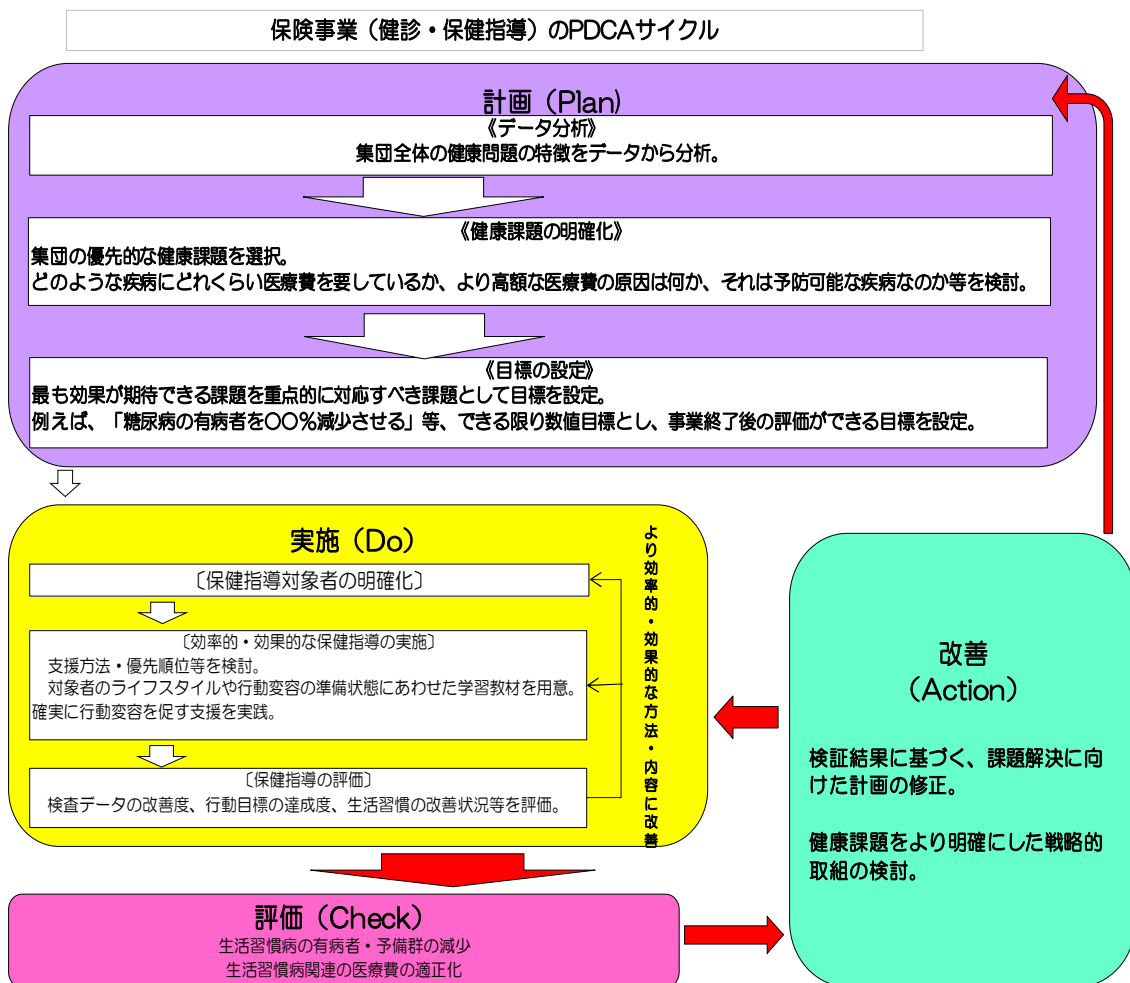 保険事業（健診・保健指導）のPDCAサイクル
計画（Plan)
《データ分析》
集団全体の健康問題の特徴をデータから分析。
《健康課題の明確化》
集団の優先的な健康課題を選択。
どのような疾病にどれくらい医療費を要しているか、より高額な医療費の原因は何か、それは予防可能な疾病なのか等を検討。
《目標の設定》
最も効果が期待できる課題を重点的に対応すべき課題として目標を設定。
例えば、「糖尿病の有病者を〇〇％減少させる」等、できる限り数値目標とし、事業終了後の評価ができる目標を設定。
実施（Do）
〔保健指導対象者の明確化〕
〔効率的・効果的な保健指導の実施〕
支援方法・優先順位等を検討。
対象者のライフスタイルや行動変容の準備状態にあわせた学習教材を用意。
確実に行動変容を促す支援を実践。
〔保健指導の評価〕
検査データの改善度、行動目標の達成度、生活習慣の改善状況等を評価。
より効率的・効果的な方法・内容に改善
評価（Check）
生活習慣病の有病者・予備群の減少
生活習慣病関連の医療費の適正化
改善
（Action）
検証結果に基づく、課題解決に向
けた計画の修正。
健康課題をより明確にした戦略的
取組の検討。